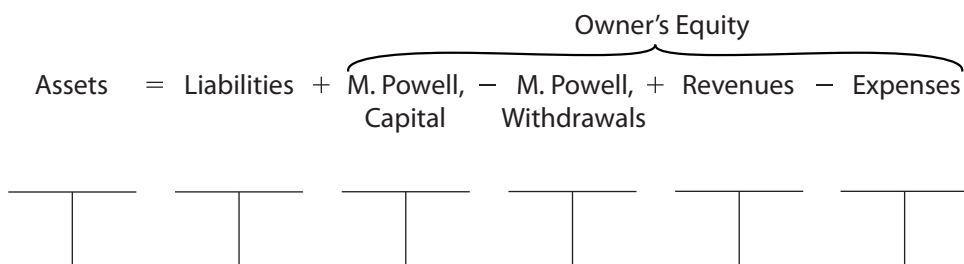 Owner’s Equity
Assets = Liabilities + M. Powell, − M. Powell, + Revenues − Expenses
Capital Withdrawals